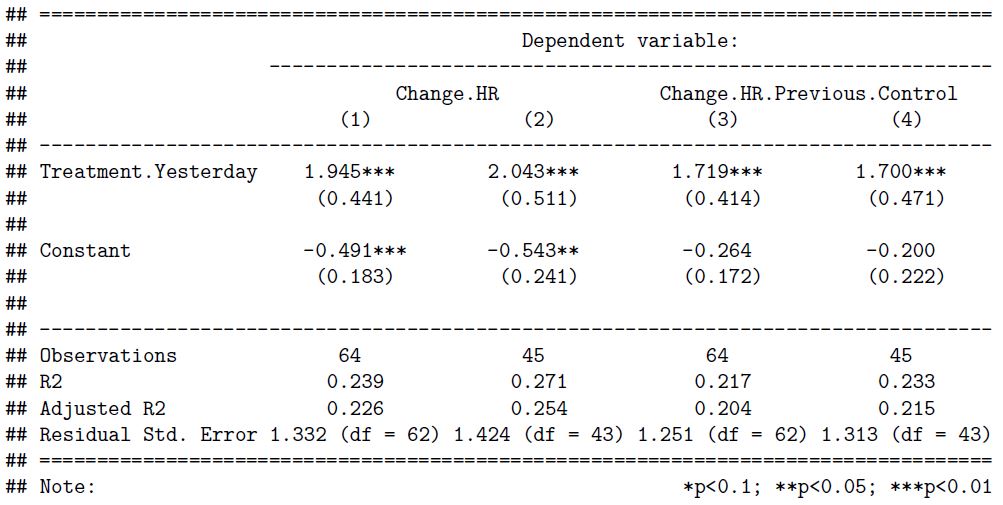 ## ==================================================================================
##                                  Dependent variable:
##                     --------------------------------------------------------------
##                                Change.HR              Change.HR.Previous.Control
##                           (1)             (2)             (3)             (4)
## ----------------------------------------------------------------------------------
## Treatment.Yesterday    1.945***        2.043***        1.719***        1.700***
##                         (0.441)         (0.511)         (0.414)         (0.471)
##
## Constant               -0.491***       -0.543**         -0.264          -0.200
##                         (0.183)         (0.241)         (0.172)         (0.222)
##
## ----------------------------------------------------------------------------------
## Observations              64              45              64              45
## R2                       0.239           0.271           0.217           0.233
## Adjusted R2              0.226           0.254           0.204           0.215
## Residual Std. Error 1.332 (df = 62) 1.424 (df = 43) 1.251 (df = 62) 1.313 (df = 43)
## ==================================================================================
## Note:                                                  *p<0.1; **p<0.05; ***p<0.01